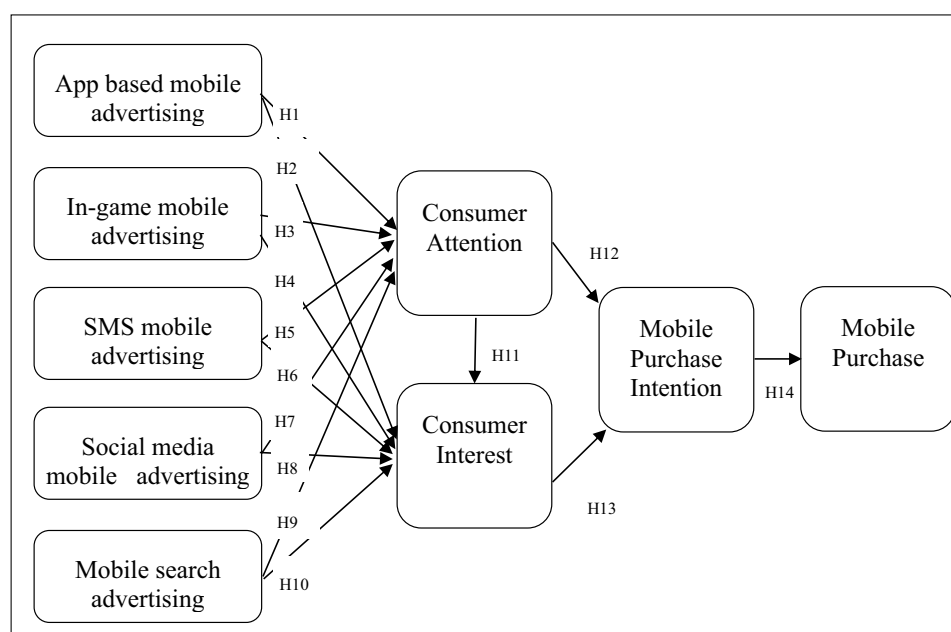 App based mobile
advertising
H1
H2
In-game mobile
advertising
H3
H4
SMS mobile
advertising
H5
H6
Social media
mobile advertising
H7
H8
Mobile search
advertising
H9
H10
Consumer
Attention
H11
Consumer
Interest
H12
H13
Mobile
Purchase
Intention
H14
Mobile
Purchase